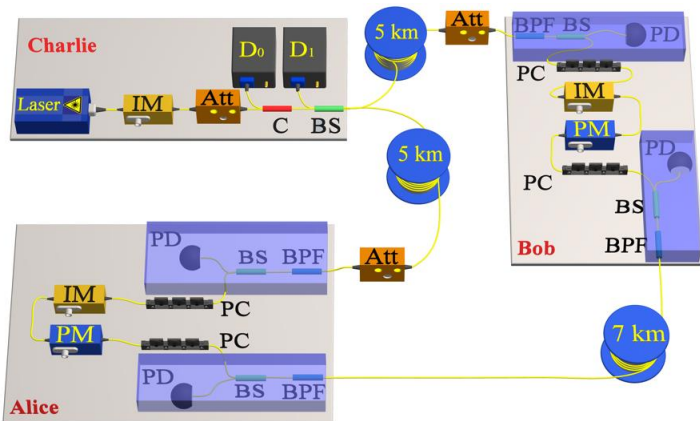 Charlie
D0
D1
Laser
IM
Att
C
BS
5 km
Att
5 km
BPF
BS
PD
PC
IM
PM
PC
PD
BS
BPF
Bob
7 km
PD
BS
BPF
Att
IM
PC
PM
PC
PD
BS
BPF
Alice